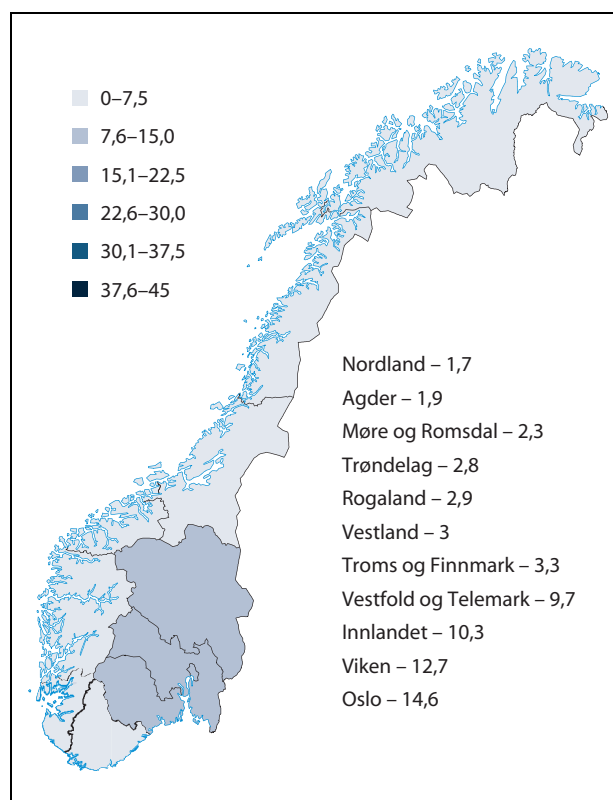 0–7,5
7,6–15,0
15,1–22,5
22,6–30,0
30,1–37,5
37,6–45
Nordland – 1,7
Agder – 1,9
Møre og Romsdal – 2,3
Trøndelag – 2,8
Rogaland – 2,9
Vestland – 3
Troms og Finnmark – 3,3
Vestfold og Telemark – 9,7
Innlandet – 10,3
Viken – 12,7
Oslo – 14,6